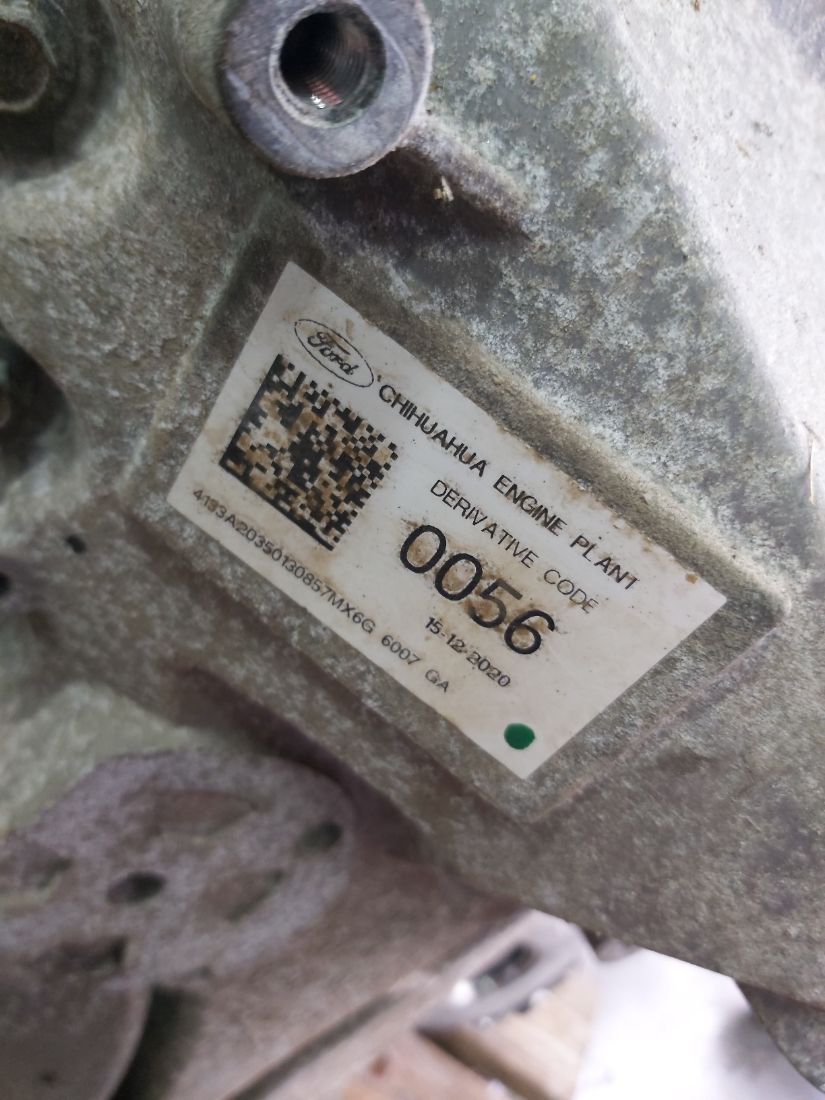 Ford
CHIHUAHUA ENGINE PLANT
DERIVATIVE CODE
0056
15-12-2020
4193A20350130857MX6G 6007 GA